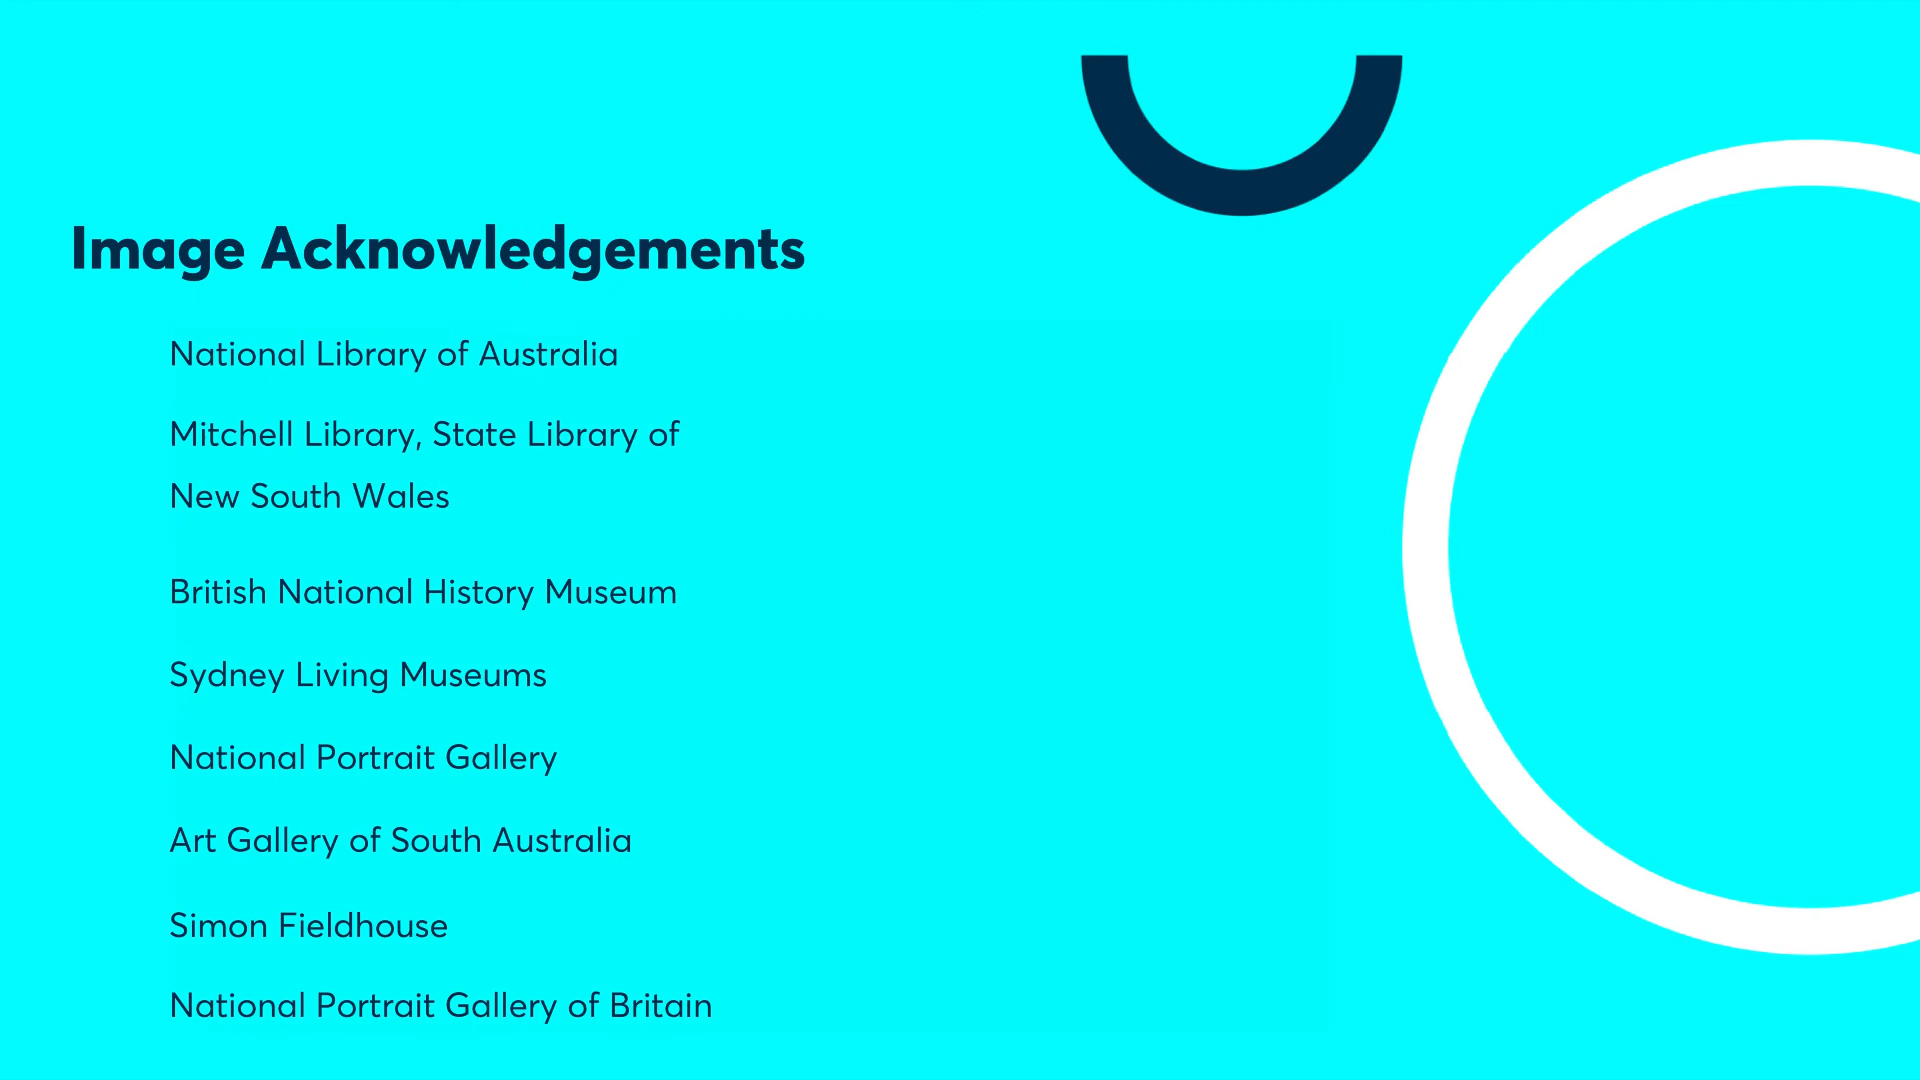 Image Acknowledgements
National Library of Australia
Mitchell Library, State Library of
New South Wales
British National History Museum
Sydney Living Museums
National Portrait Gallery
Art Gallery of South Australia
Simon Fieldhouse
National Portrait Gallery of Britain